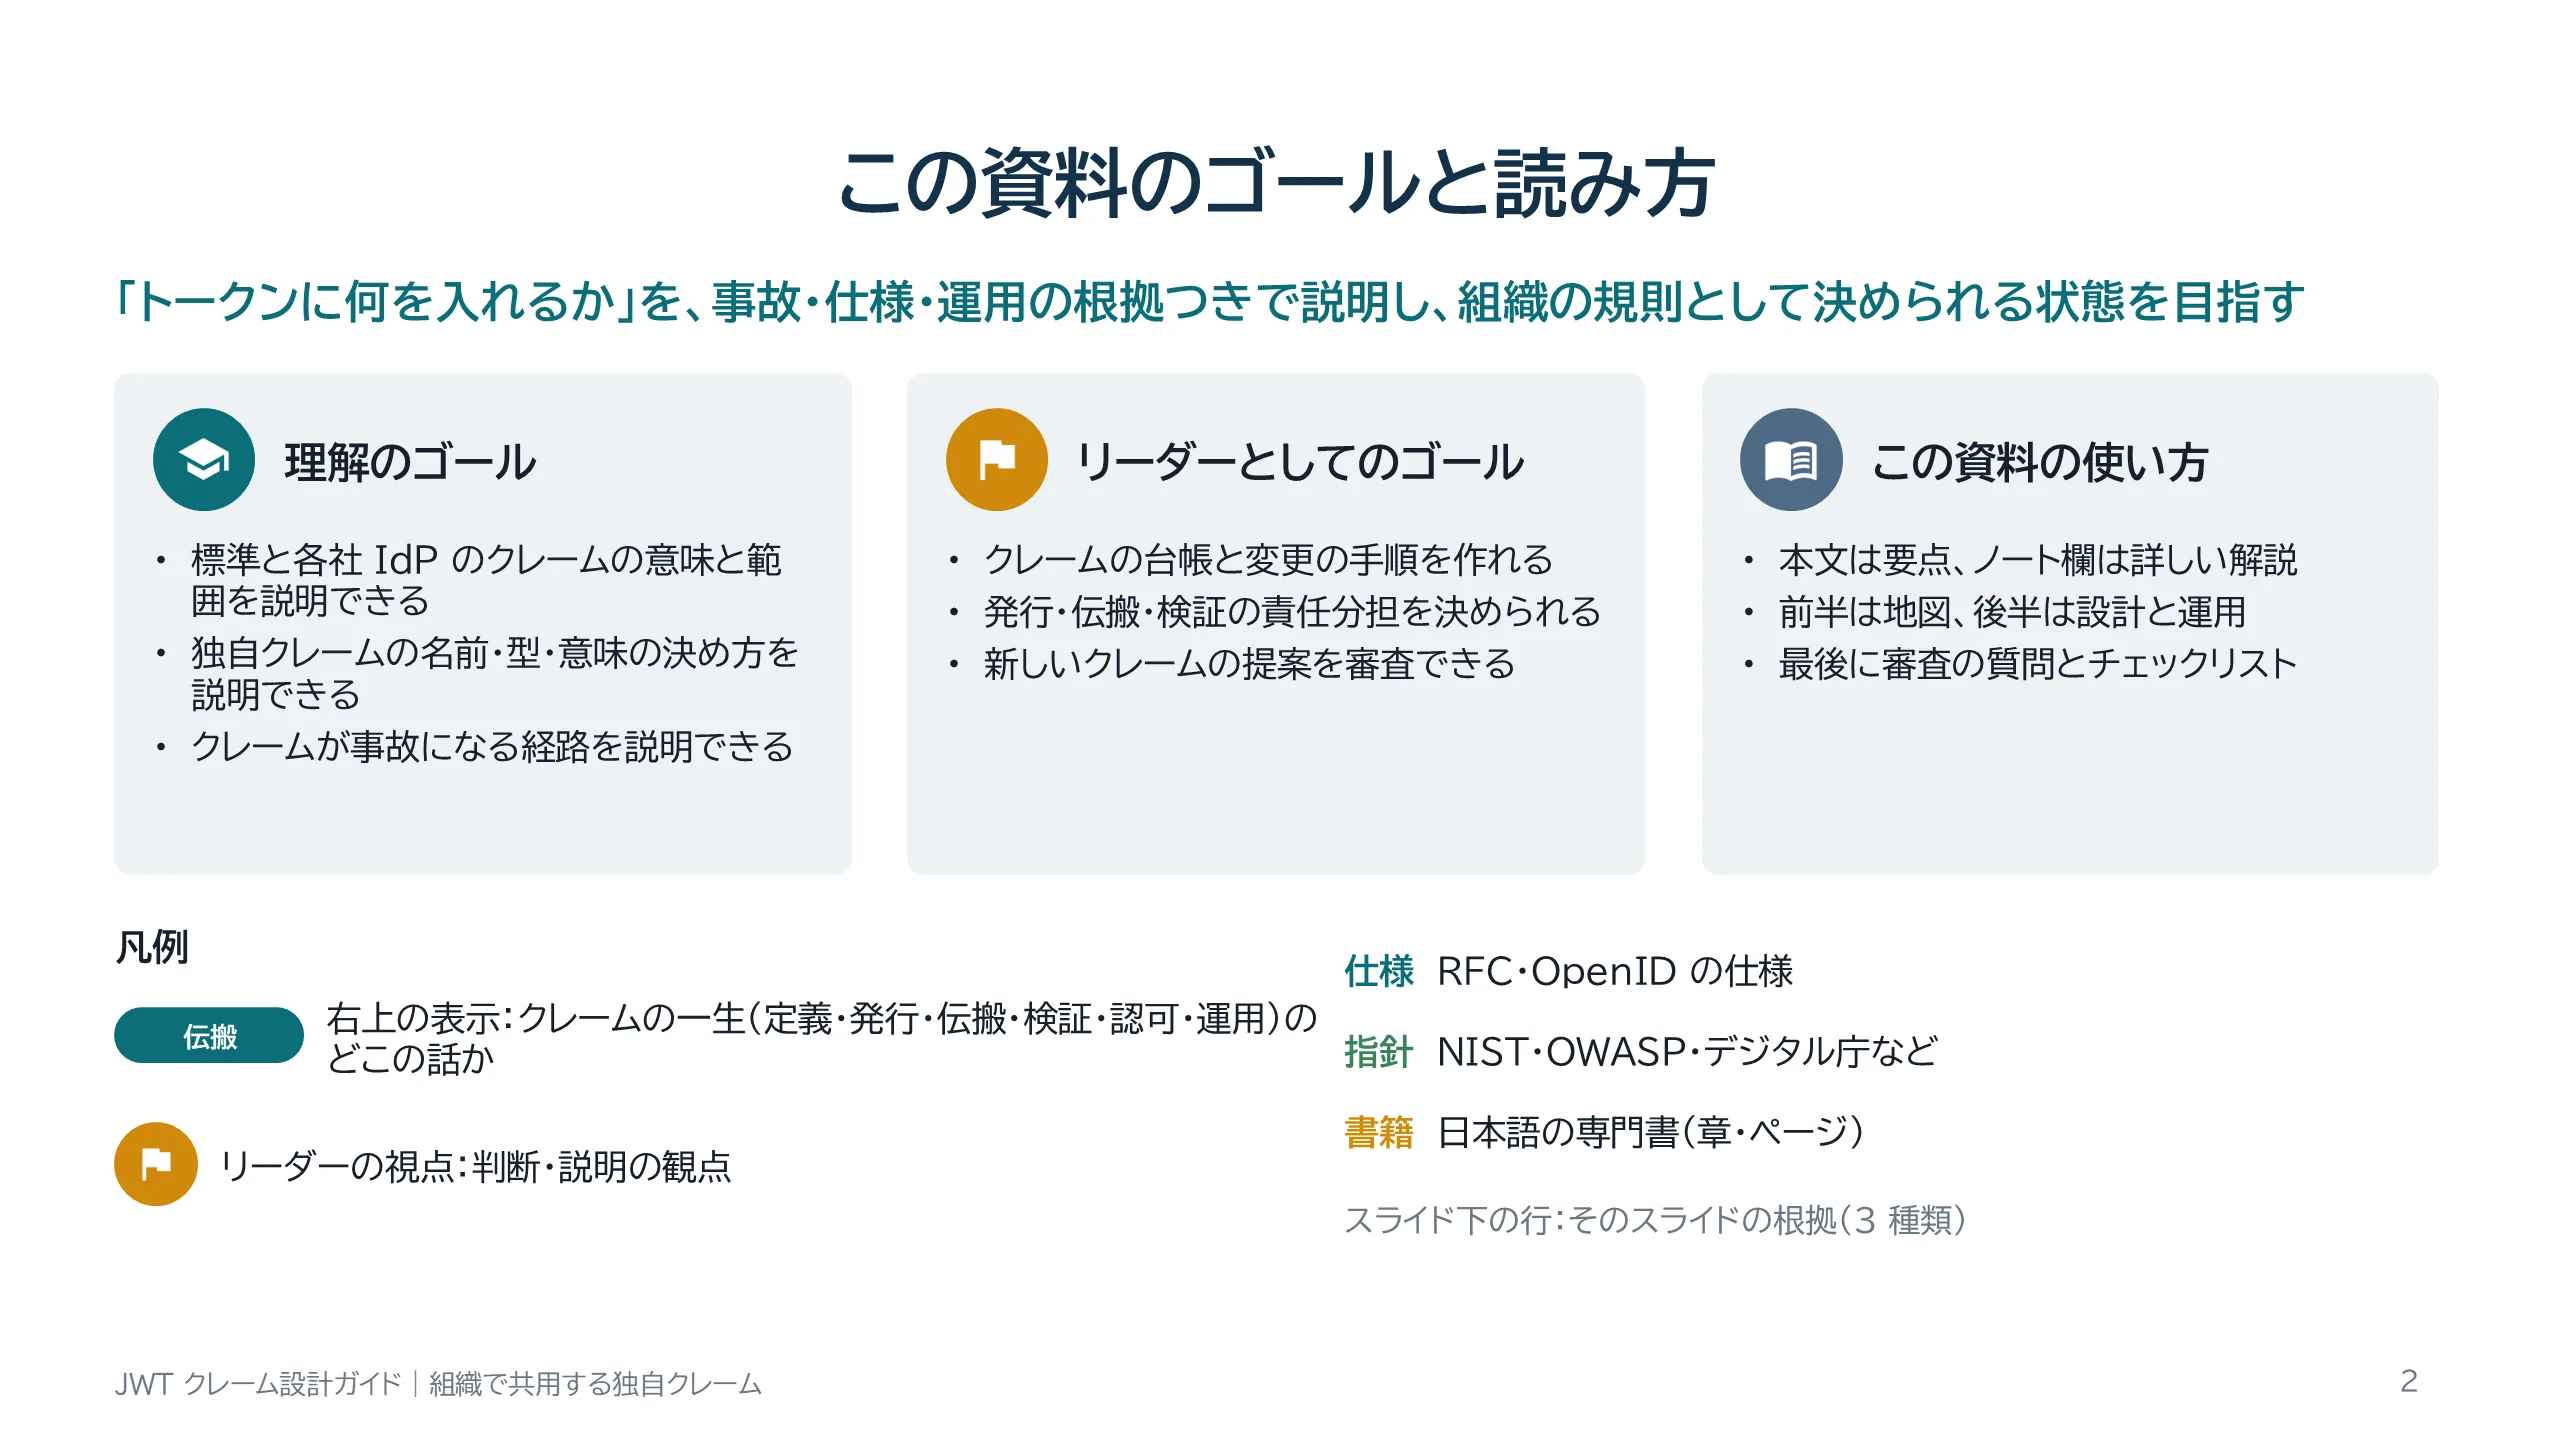 この資料のゴールと読み方
「トークンに何を入れるか」を、事故・仕様・運用の根拠つきで説明し、組織の規則として決められる状態を目指す
理解のゴール
・ 標準と各社 IdP のクレームの意味と範
囲を説明できる
・ 独自クレームの名前・型・意味の決め方を
説明できる
・ クレームが事故になる経路を説明できる
リーダーとしてのゴール
・ クレームの台帳と変更の手順を作れる
・ 発行・伝搬・検証の責任分担を決められる
・ 新しいクレームの提案を審査できる
この資料の使い方
・ 本文は要点、ノート欄は詳しい解説
・ 前半は地図、後半は設計と運用
・ 最後に審査の質問とチェックリスト
凡例
伝搬
右上の表示：クレームの一生（定義・発行・伝搬・検証・認可・運用）の
どこの話か
リーダーの視点：判断・説明の観点
仕様 RFC・OpenID の仕様
指針 NIST・OWASP・デジタル庁など
書籍 日本語の専門書（章・ページ）
スライド下の行：そのスライドの根拠（3 種類）
JWT クレーム設計ガイド｜組織で共用する独自クレーム
2